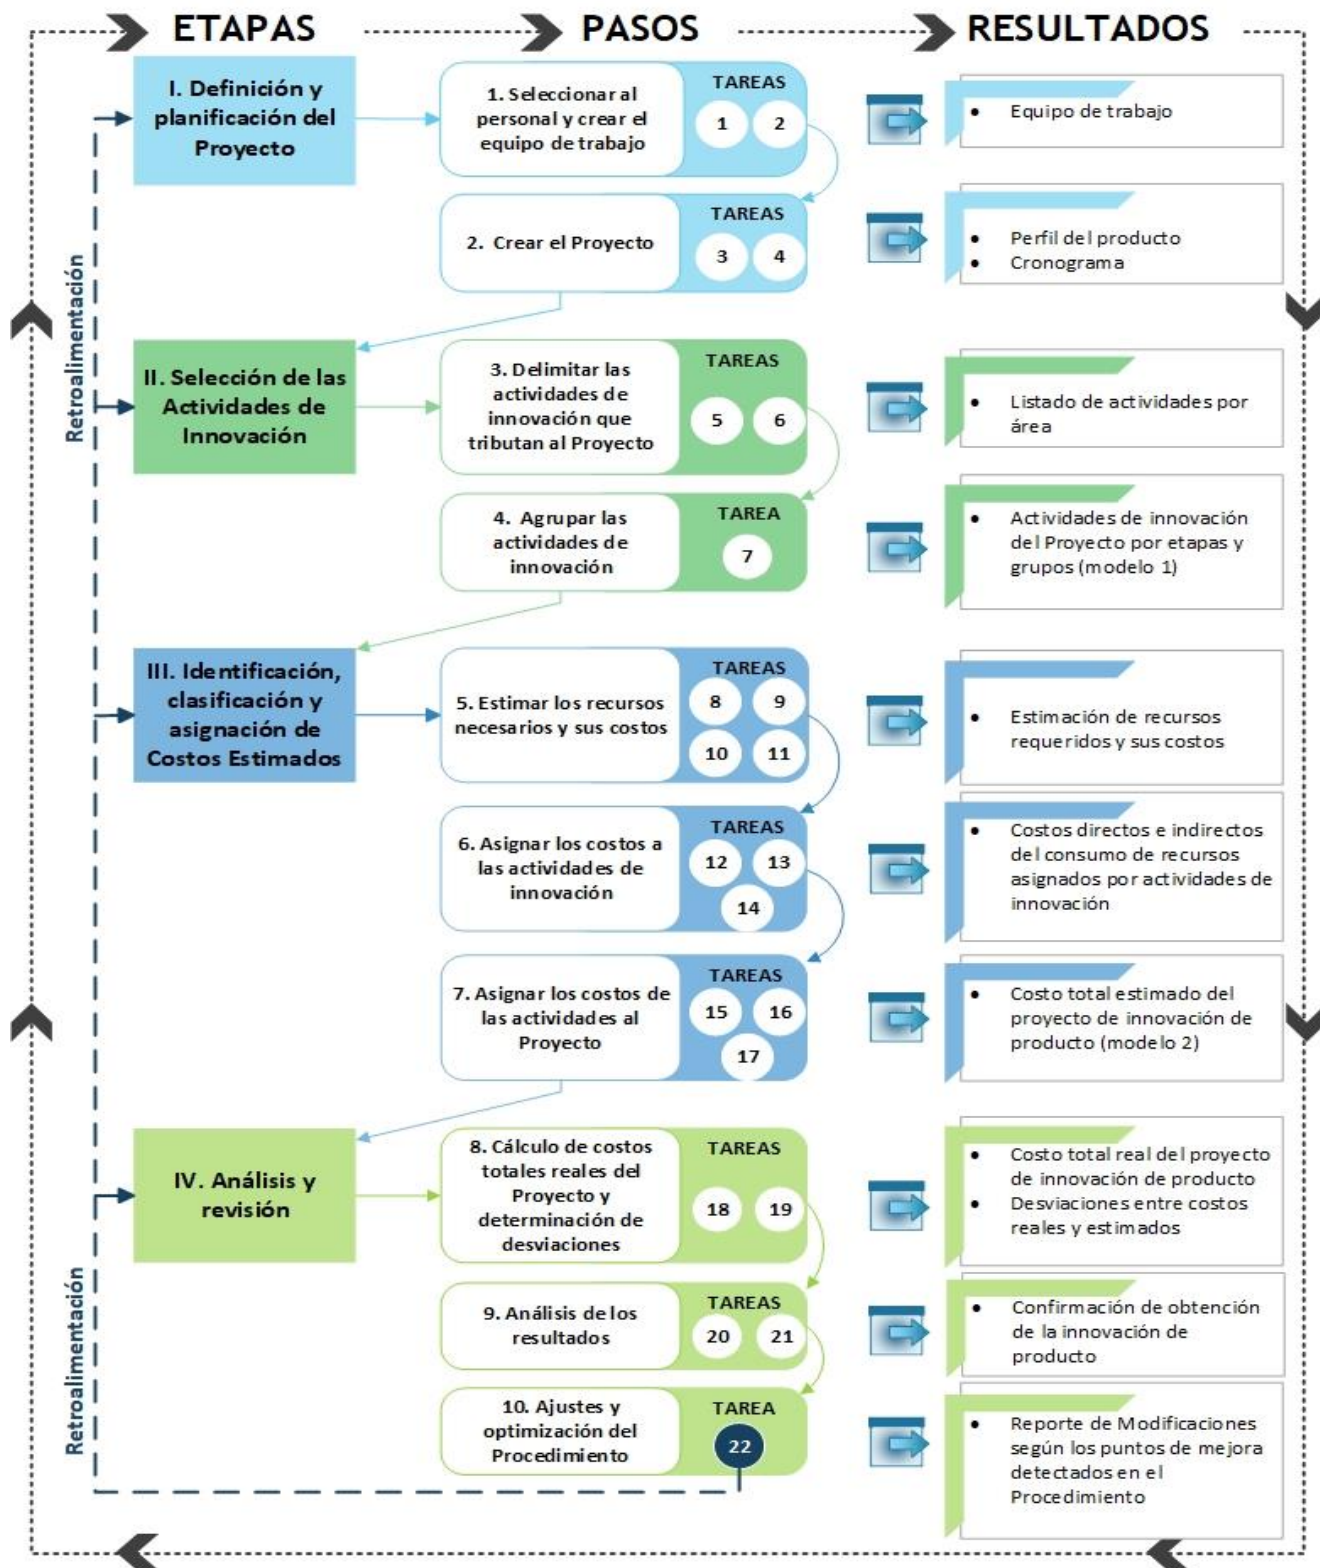 ETAPAS
PASOS
RESULTADOS
I. Definición y
planificación del
Proyecto
1. Seleccionar al
personal y crear el
equipo de trabajo
TAREAS
1
2
• Equipo de trabajo
2. Crear el Proyecto
TAREAS
3
4
• Perfil del producto
• Cronograma
Retroalimentación
II. Selección de las
Actividades de
Innovación
3. Delimitar las
actividades de
innovación que
tributan al Proyecto
TAREAS
5
6
• Listado de actividades por
área
4. Agrupar las
actividades de
innovación
TAREA
7
• Actividades de innovación
del Proyecto por etapas y
grupos (modelo 1)
III. Identificación,
clasificación y
asignación de
Costos Estimados
5. Estimar los recursos
necesarios y sus costos
TAREAS
8
9
10
11
• Estimación de recursos
requeridos y sus costos
6. Asignar los costos a
las actividades de
innovación
TAREAS
12
13
14
• Costos directos e indirectos
del consumo de recursos
asignados por actividades de
innovación
7. Asignar los costos de
las actividades al
Proyecto
TAREAS
15
16
17
• Costo total estimado del
proyecto de innovación de
producto (modelo 2)
IV. Análisis y
revisión
8. Cálculo de costos
totales reales del
Proyecto y
determinación de
desviaciones
TAREAS
18
19
• Costo total real del proyecto
de innovación de producto
• Desviaciones entre costos
reales y estimados
Retroalimentación
9. Análisis de los
resultados
TAREAS
20
21
• Confirmación de obtención
de la innovación de
producto
10. Ajustes y
optimización del
Procedimiento
TAREA
22
• Reporte de Modificaciones
según los puntos de mejora
detectados en el
Procedimiento